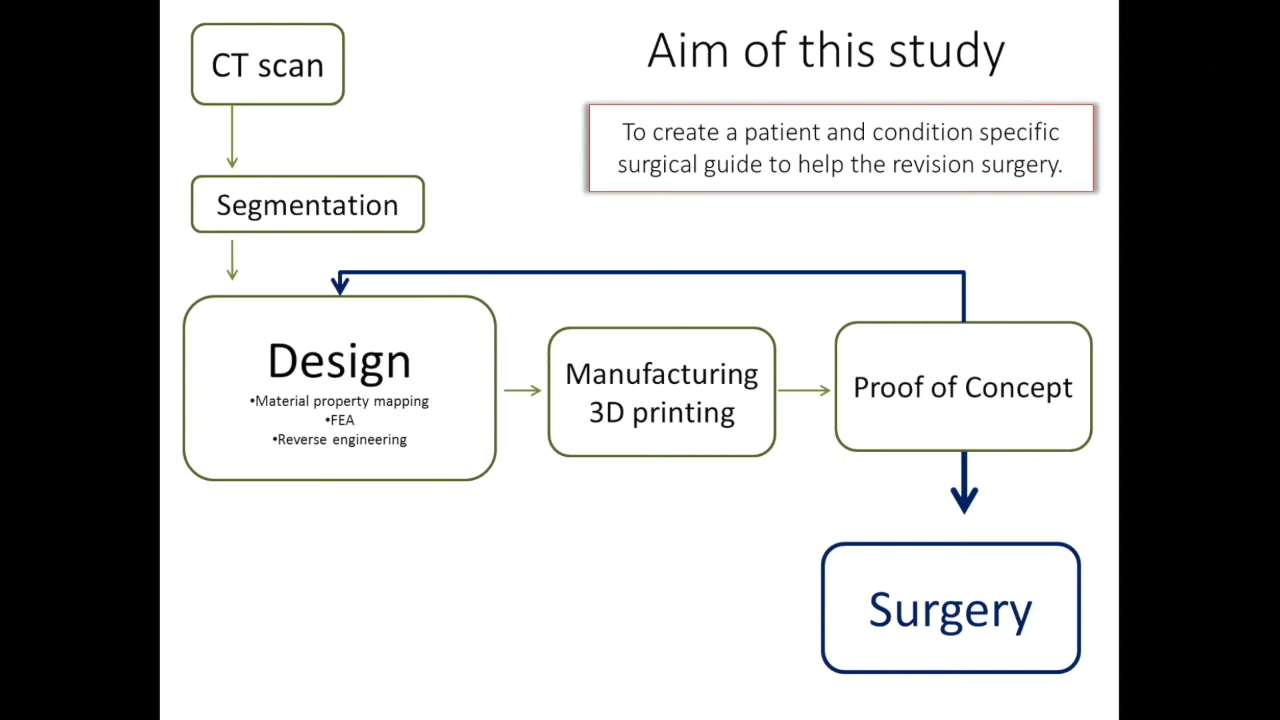 CT scan
Aim of this study
To create a patient and condition specific
surgical guide to help the revision surgery.
Segmentation
Design
•Material property mapping
•FEA
•Reverse engineering
Manufacturing
3D printing
Proof of Concept
Surgery